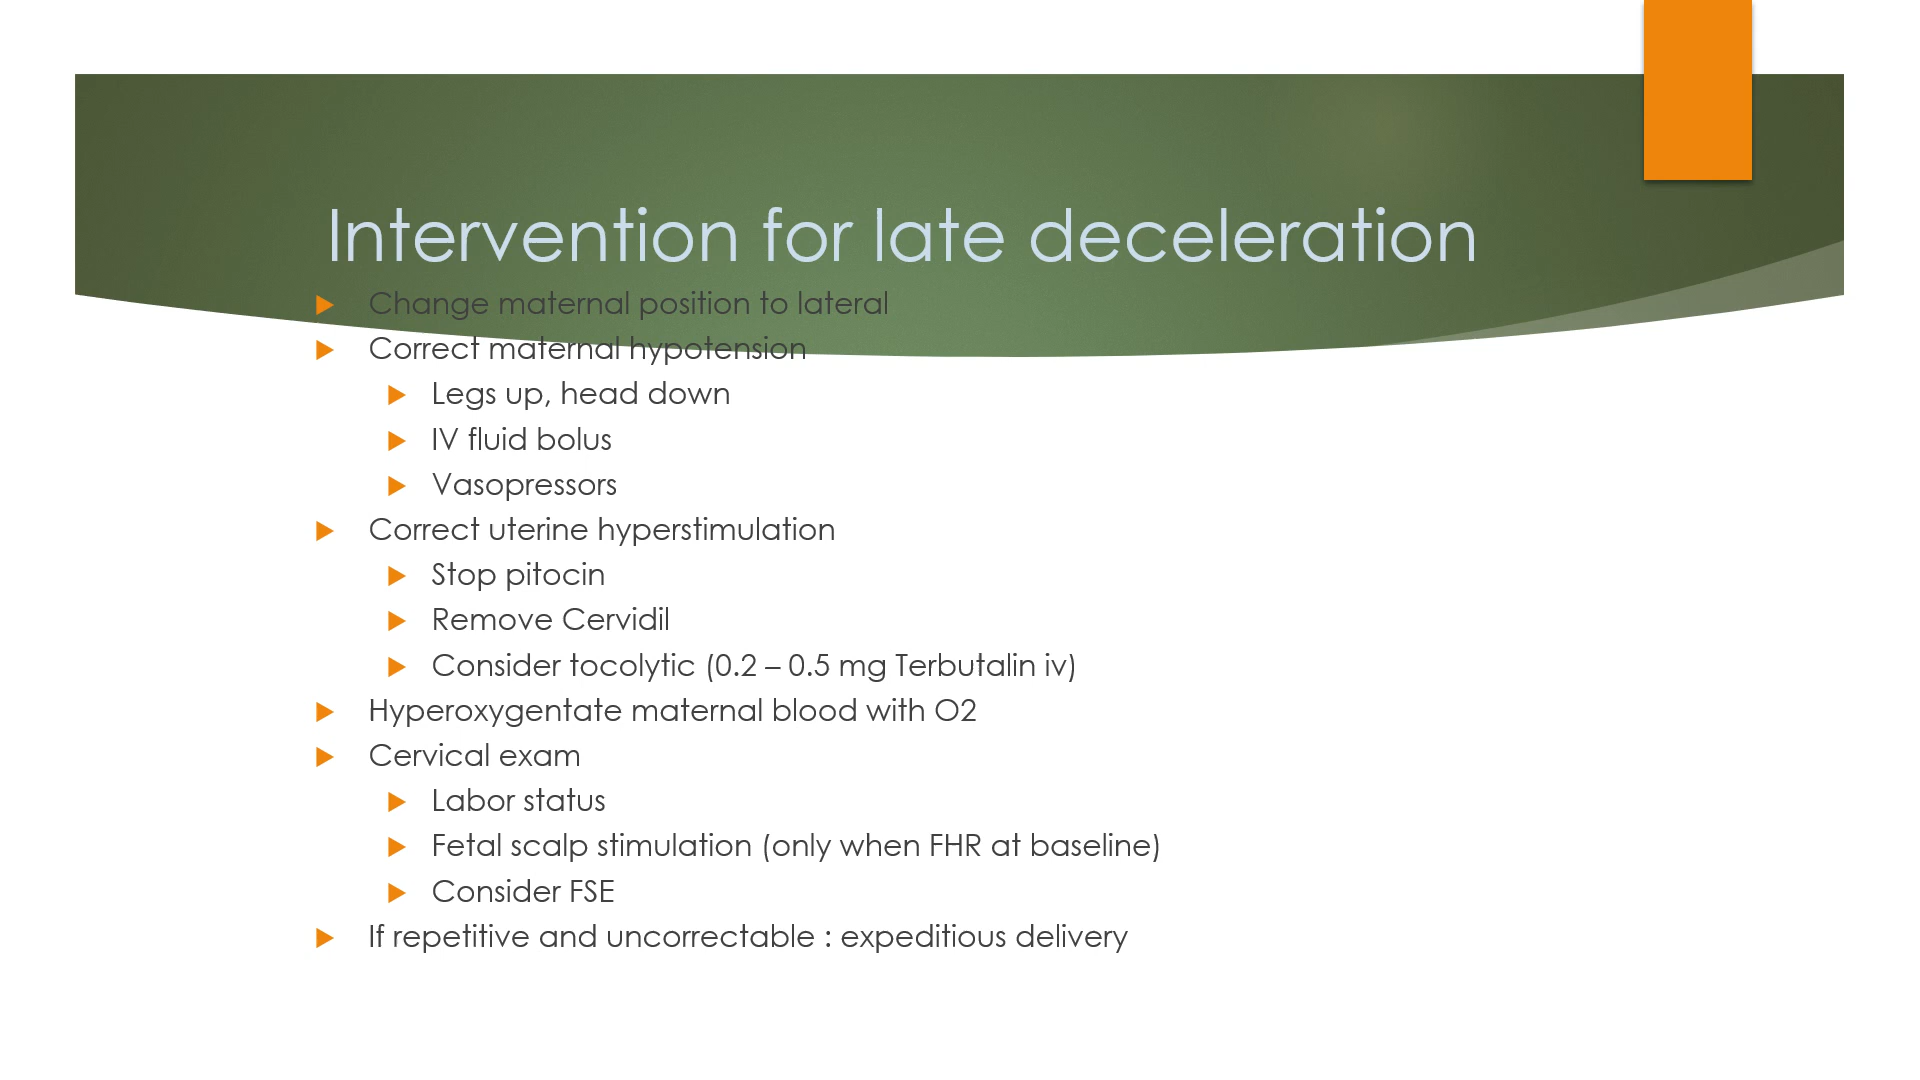 Intervention for late deceleration
Change maternal position to lateral
Correct maternal hypotension
Legs up, head down
IV fluid bolus
Vasopressors
Correct uterine hyperstimulation
Stop pitocin
Remove Cervidil
Consider tocolytic (0.2 – 0.5 mg Terbutalin iv)
Hyperoxygentate maternal blood with O2
Cervical exam
Labor status
Fetal scalp stimulation (only when FHR at baseline)
Consider FSE
If repetitive and uncorrectable : expeditious delivery